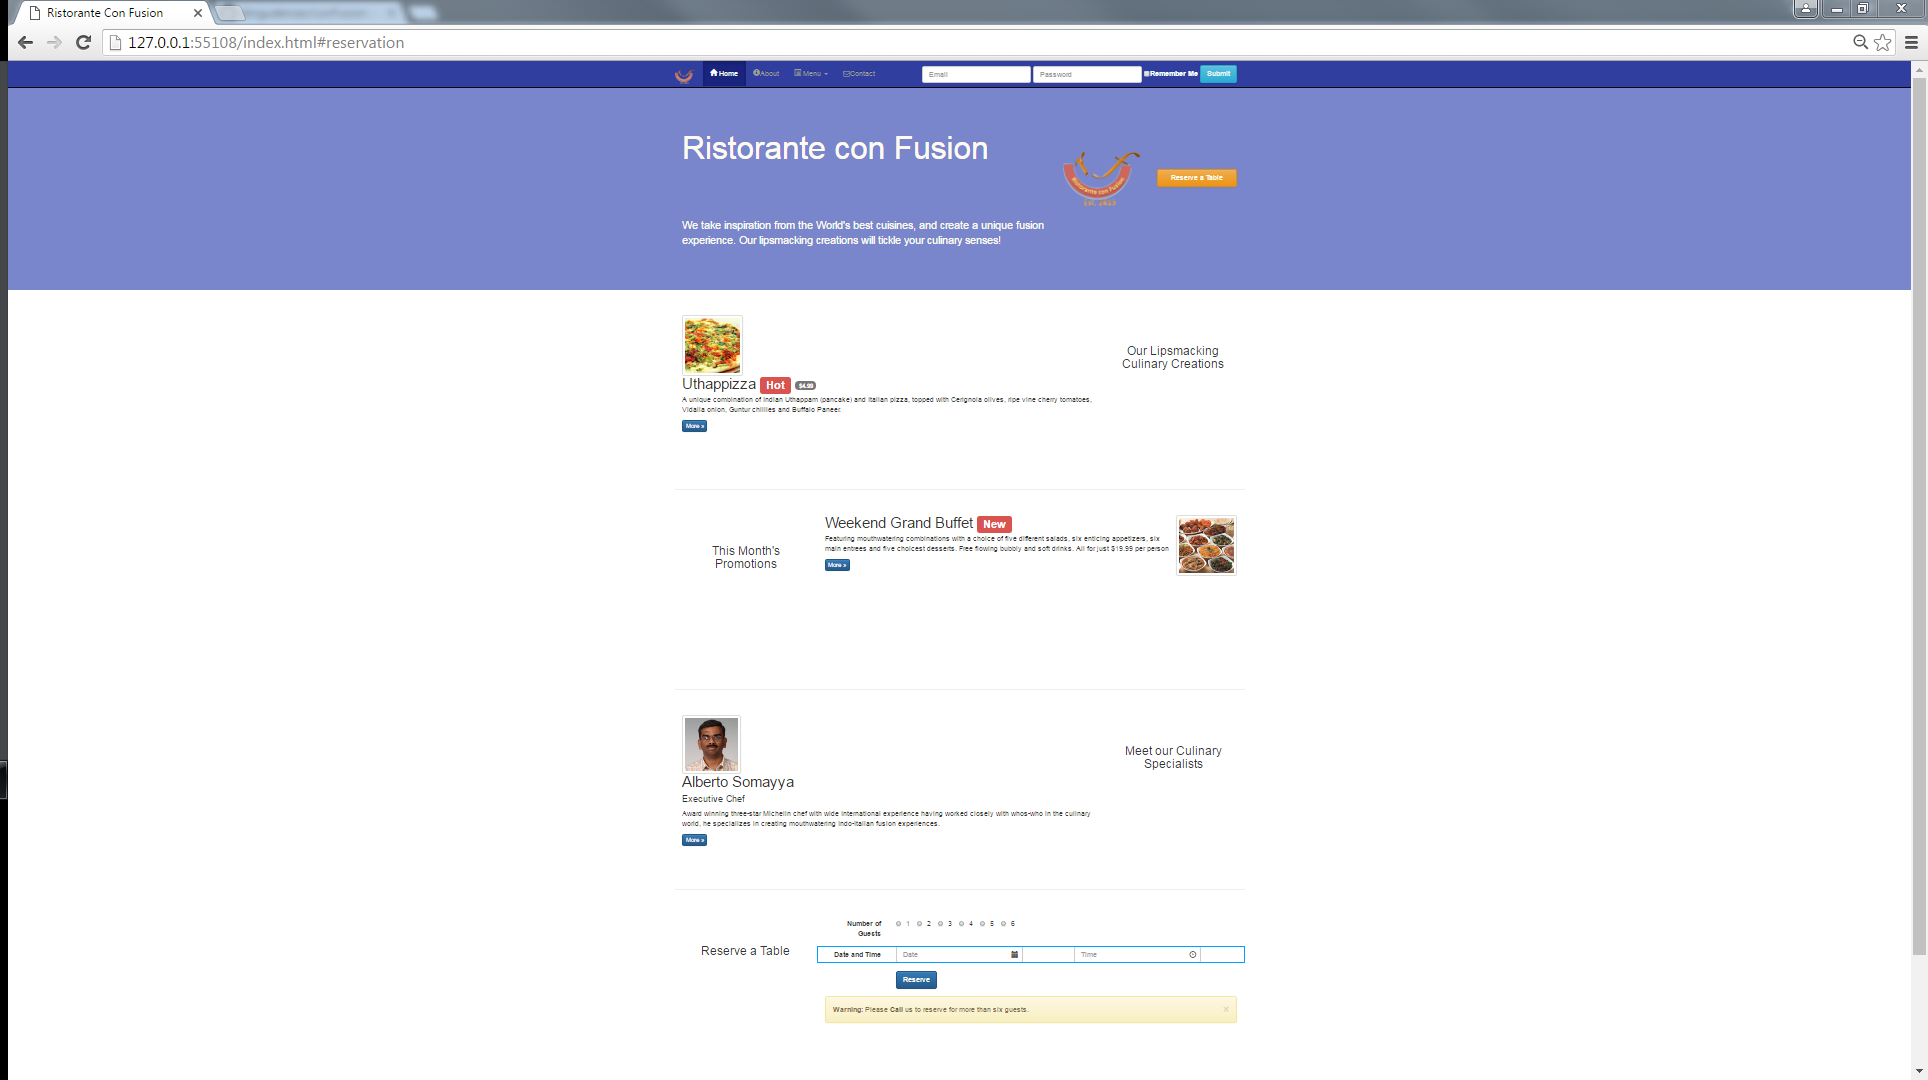 Ristorante Con Fusion
127.0.0.1:55108/index.html#reservation
Home About Menu Contact Email Password Remember Me Submit
Ristorante con Fusion
Ristorante con Fusion
Reserve a Table
We take inspiration from the World's best cuisines, and create a unique fusion
experience. Our lipsmacking creations will tickle your culinary senses!
Our Lipsmacking
Culinary Creations
Uthappizza Hot $4.99
A unique combination of Indian Uthappam (pancake) and Italian pizza, topped with Cerignola olives, ripe vine cherry tomatoes,
Vidalia onion, Guntur chillies and Buffalo Paneer.
More »
This Month's
Promotions
Weekend Grand Buffet New
Featuring mouthwatering combinations with a choice of five different salads, six enticing appetizers, six
main entrees and five choicest desserts. Free flowing bubbly and soft drinks. All for just $19.99 per person
More »
Meet our Culinary
Specialists
Alberto Somayya
Executive Chef
Award winning three-star Michelin chef with wide international experience having worked closely with whos-who in the culinary
world, he specializes in creating mouthwatering Indo-Italian fusion experiences.
More »
Reserve a Table
Number of
Guests
1 2 3 4 5 6
Date and Time Date Time
Reserve
Warning: Please Call us to reserve for more than six guests. ×